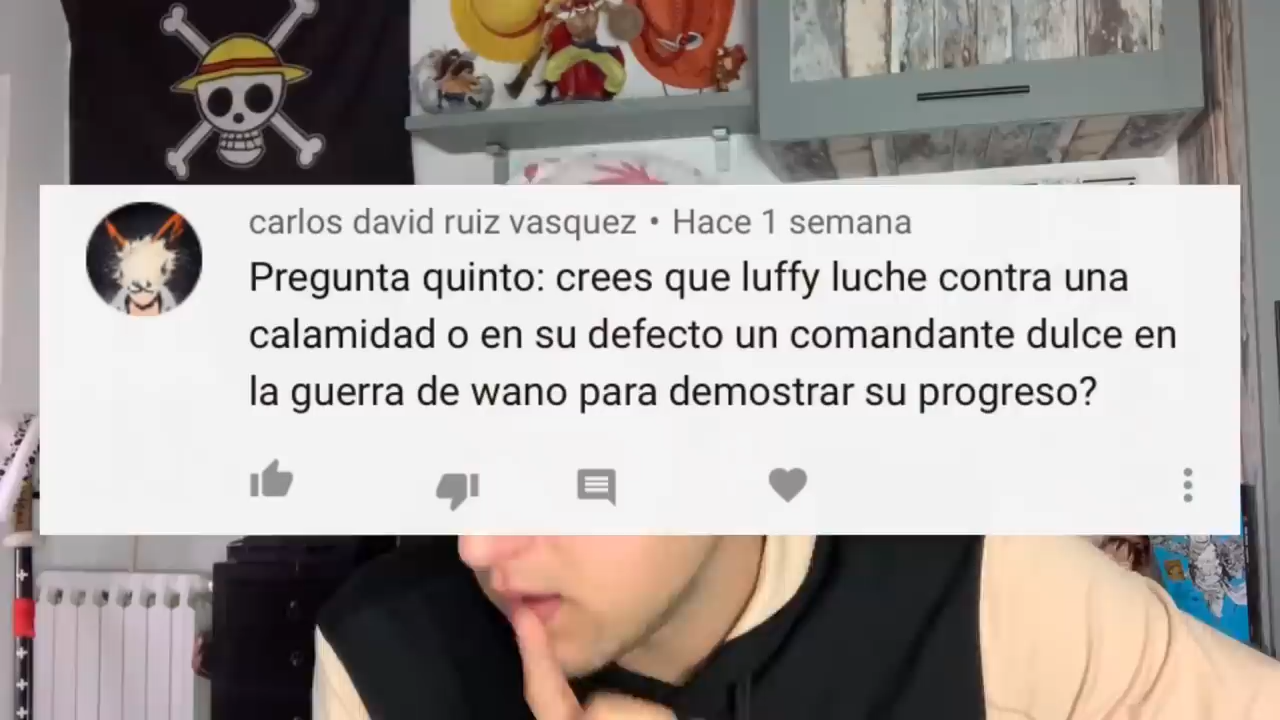 carlos david ruiz vasquez • Hace 1 semana
Pregunta quinto: crees que luffy luche contra una
calamidad o en su defecto un comandante dulce en
la guerra de wano para demostrar su progreso?